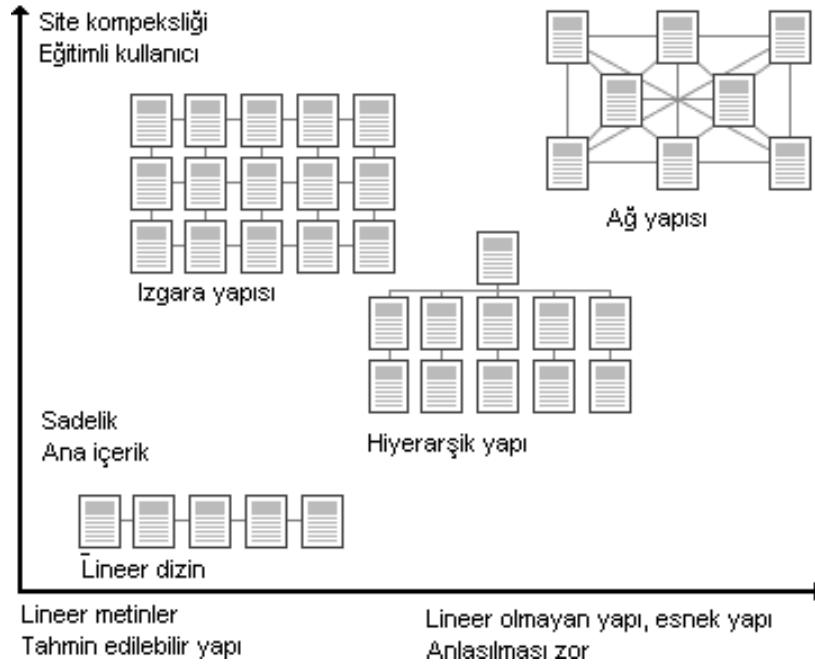 Site kompeksliği
Eğitimli kullanıcı
Ağ yapısı
Izgara yapısı
Sadelik
Ana içerik
Hiyerarşik yapı
Lineer dizin
Lineer metinler
Tahmin edilebilir yapı
Lineer olmayan yapı, esnek yapı
Anlasılması zor